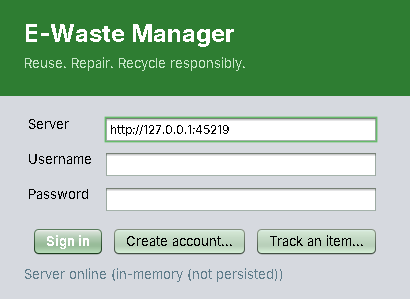 E-Waste Manager
Reuse. Repair. Recycle responsibly.
Server
http://127.0.0.1:45219
Username
Password
Sign in
Create account...
Track an item...
Server online (in-memory (not persisted))